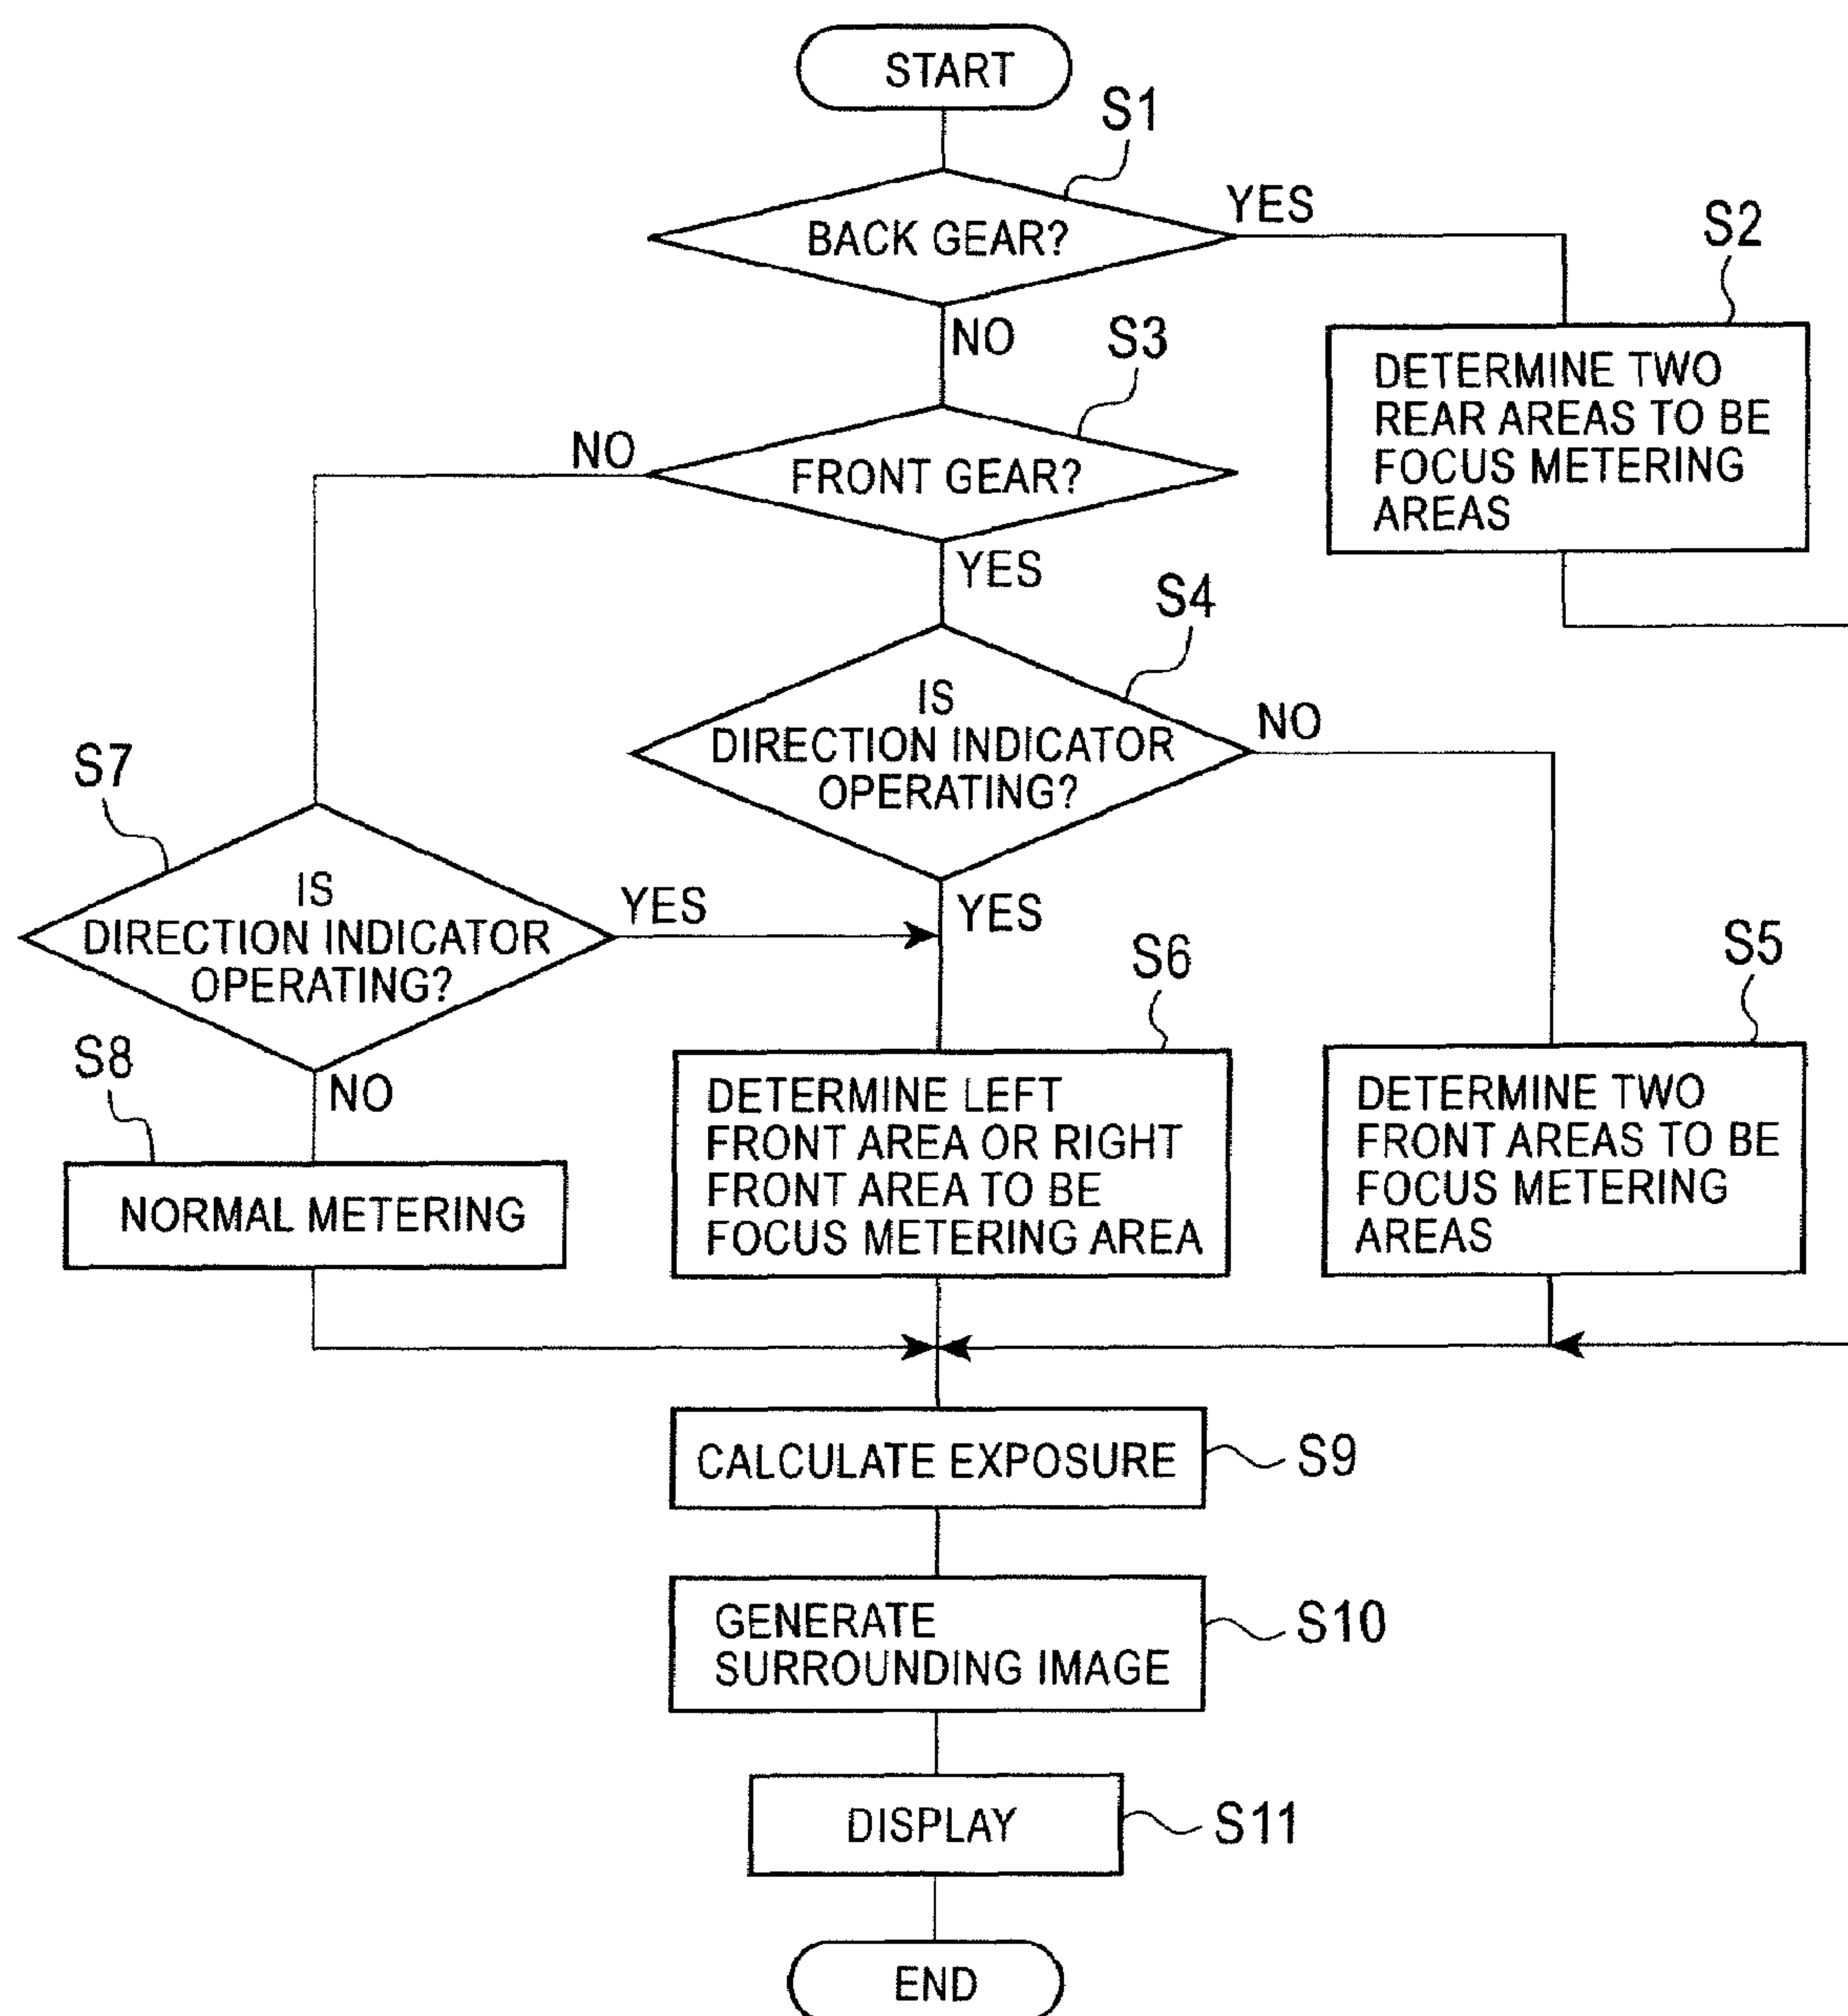 START
S1
BACK GEAR?
YES
S2
DETERMINE TWO
REAR AREAS TO BE
FOCUS METERING
AREAS
NO
S3
FRONT GEAR?
NO
YES
S4
IS
DIRECTION INDICATOR
OPERATING?
NO
YES
S7
IS
DIRECTION INDICATOR
OPERATING?
YES
NO
S5
DETERMINE TWO
FRONT AREAS TO BE
FOCUS METERING
AREAS
S6
DETERMINE LEFT
FRONT AREA OR RIGHT
FRONT AREA TO BE
FOCUS METERING AREA
S8
NORMAL METERING
CALCULATE EXPOSURE
S9
GENERATE
SURROUNDING IMAGE
S10
DISPLAY
S11
END